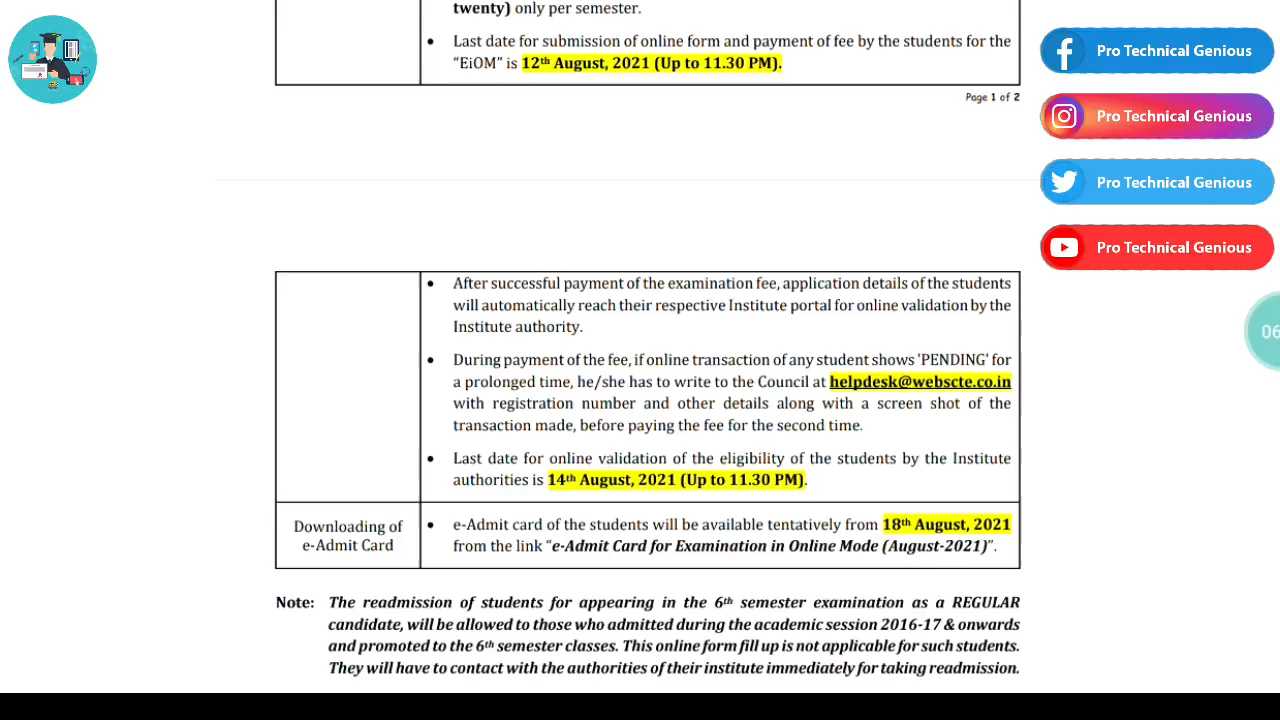 twenty) only per semester.
• Last date for submission of online form and payment of fee by the students for the
“EiOM” is 12th August, 2021 (Up to 11.30 PM).
Page 1 of 2
Pro Technical Genious
Pro Technical Genious
Pro Technical Genious
Pro Technical Genious
• After successful payment of the examination fee, application details of the students
will automatically reach their respective Institute portal for online validation by the
Institute authority.
• During payment of the fee, if online transaction of any student shows 'PENDING' for
a prolonged time, he/she has to write to the Council at helpdesk@webscte.co.in
with registration number and other details along with a screen shot of the
transaction made, before paying the fee for the second time.
• Last date for online validation of the eligibility of the students by the Institute
authorities is 14th August, 2021 (Up to 11.30 PM).
06
Downloading of
e-Admit Card
• e-Admit card of the students will be available tentatively from 18th August, 2021
from the link “e-Admit Card for Examination in Online Mode (August-2021)”.
Note: The readmission of students for appearing in the 6th semester examination as a REGULAR
candidate, will be allowed to those who admitted during the academic session 2016-17 & onwards
and promoted to the 6th semester classes. This online form fill up is not applicable for such students.
They will have to contact with the authorities of their institute immediately for taking readmission.